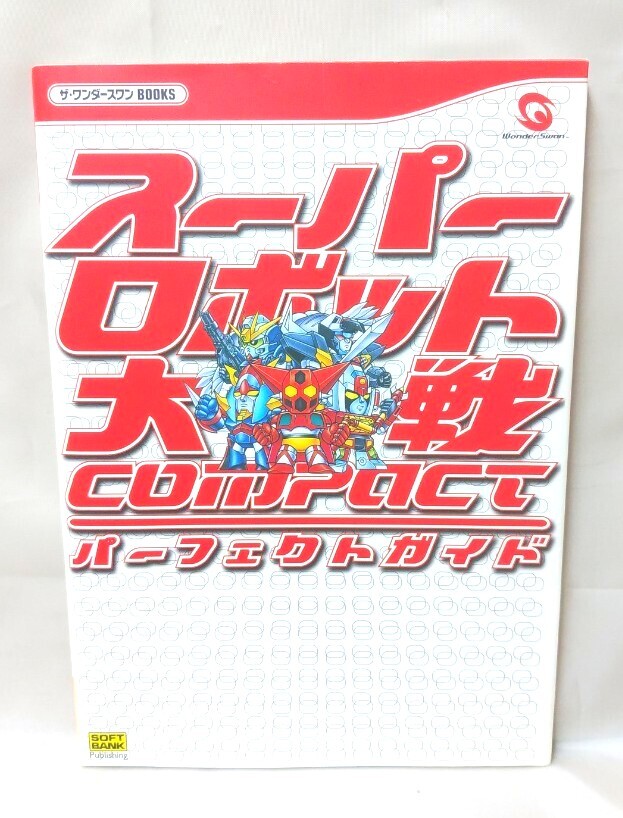 ザ・ワンダースワン BOOKS
WonderSwan™
スーパー
ロボット
大戦
COMPACT
パーフェクトガイド
SOFT
BANK
Publishing